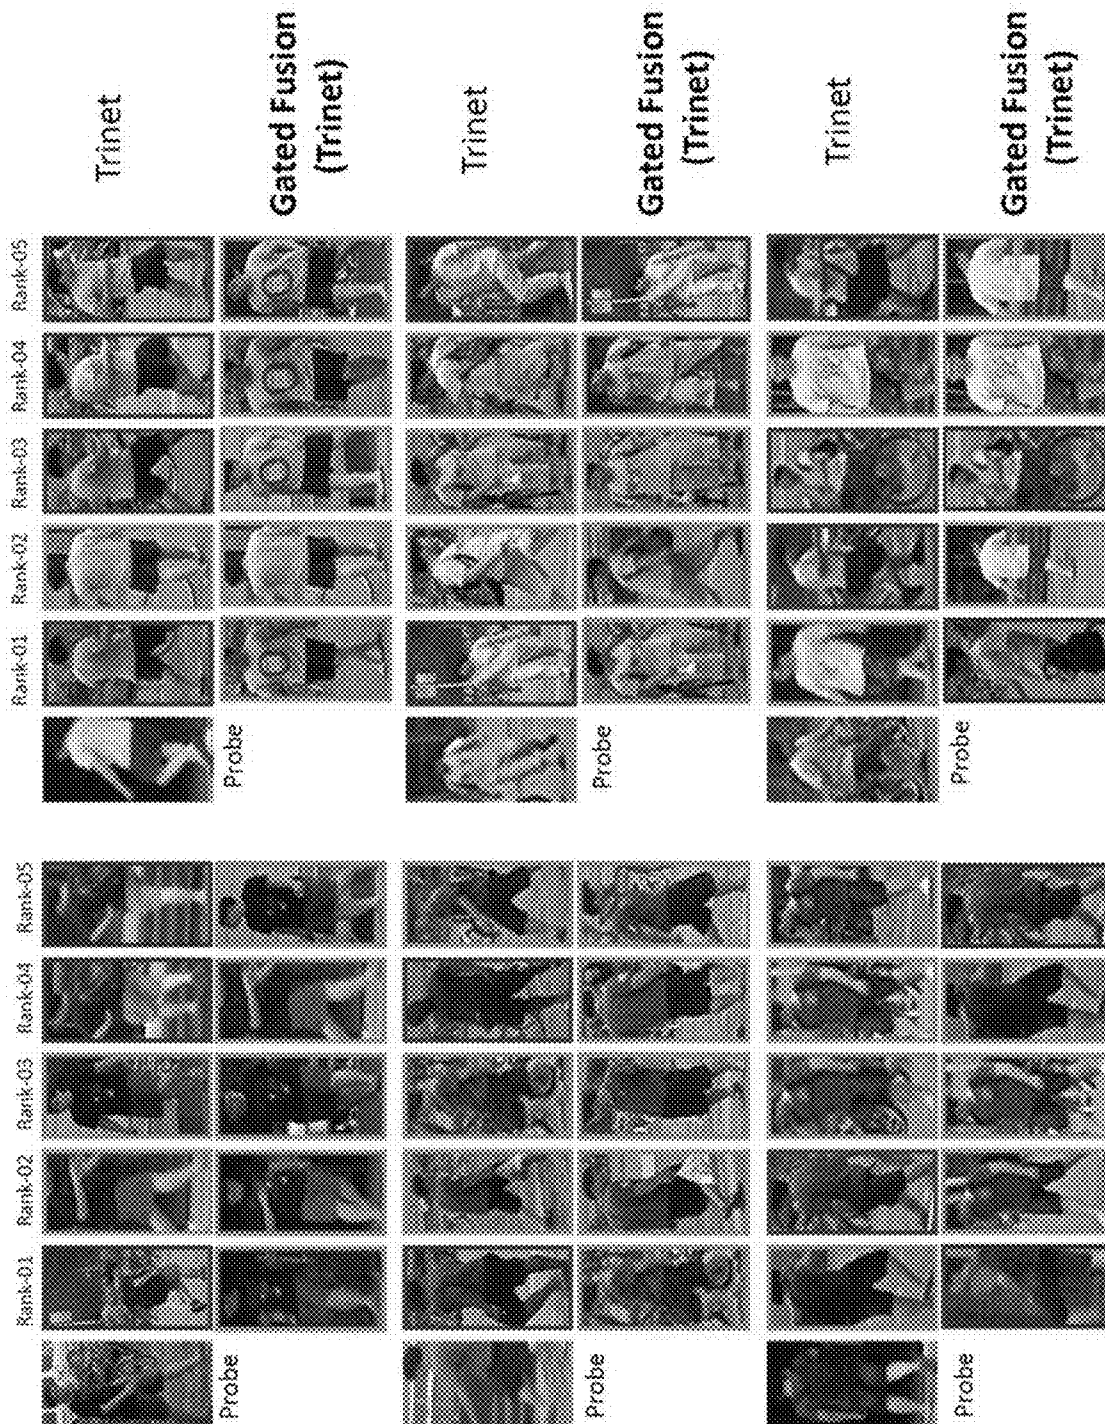 Rank-01 Rank-02 Rank-03 Rank-04 Rank-05
Rank-01 Rank-02 Rank-03 Rank-04 Rank-05
Trinet
Probe
Probe
Gated Fusion
(Trinet)
Trinet
Probe
Probe
Gated Fusion
(Trinet)
Trinet
Probe
Probe
Gated Fusion
(Trinet)